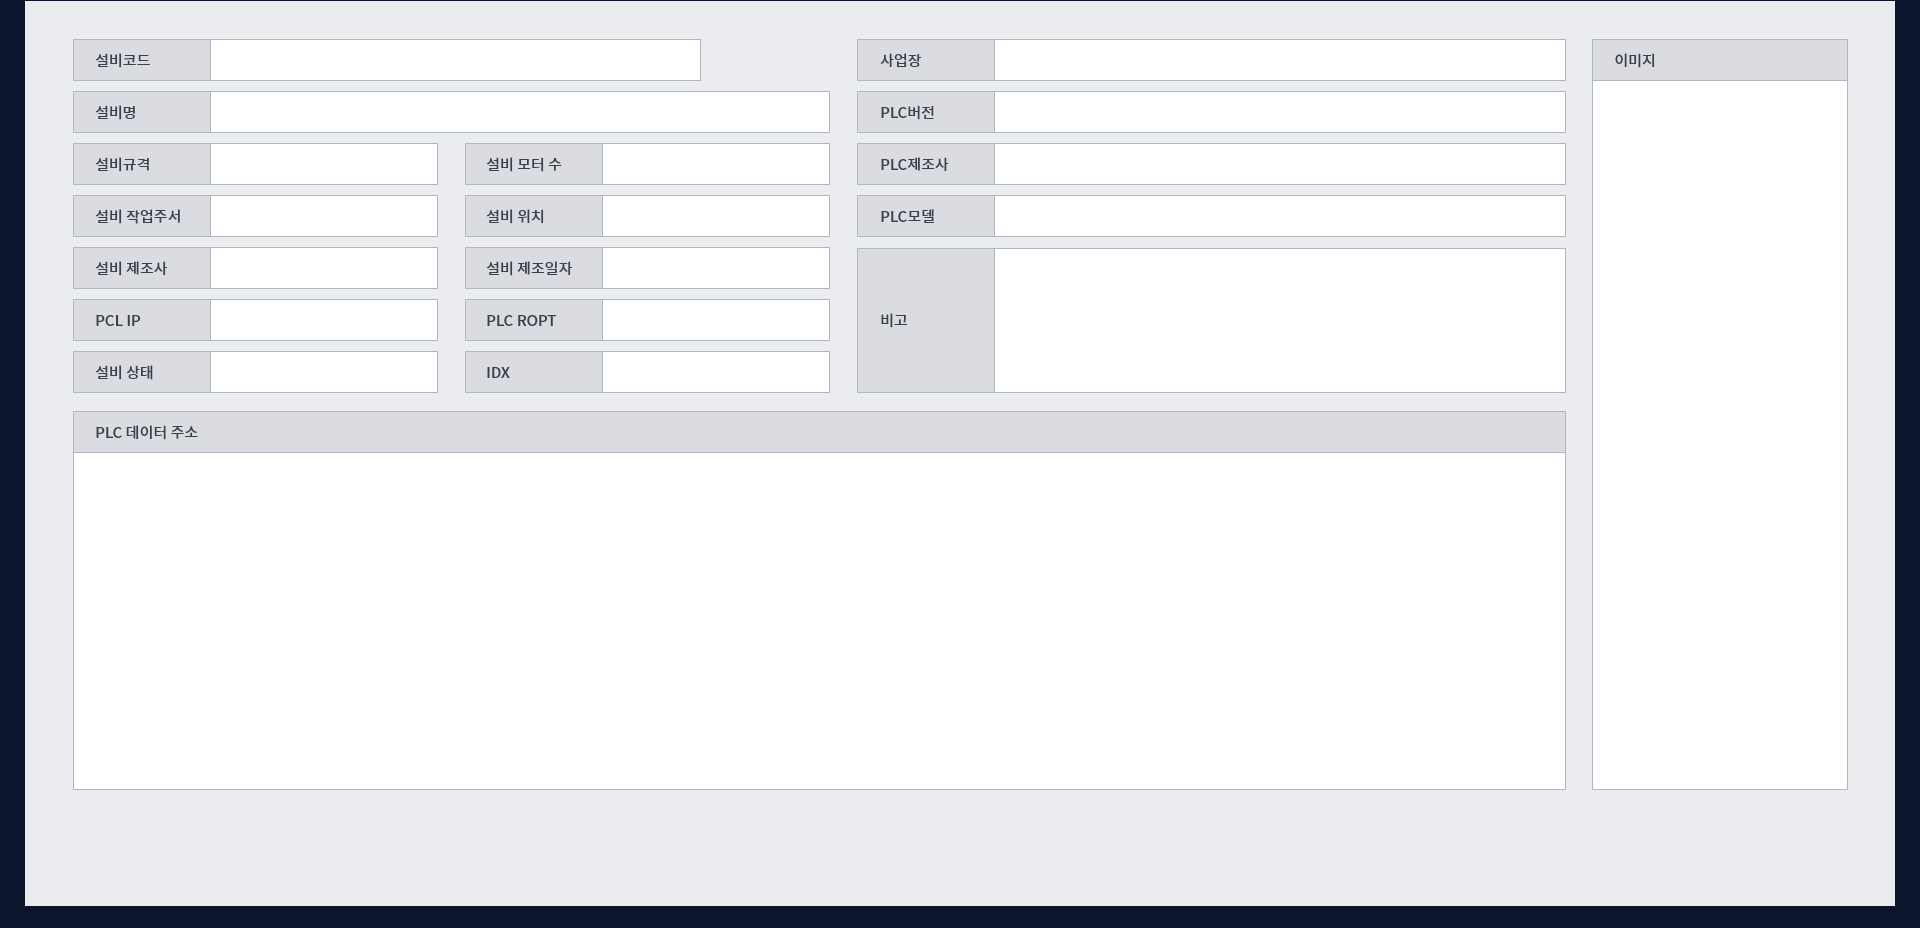 설비코드
설비명
설비규격
설비 모터 수
설비 작업주서
설비 위치
설비 제조사
설비 제조일자
PCL IP
PLC ROPT
설비 상태
IDX
사업장
PLC버전
PLC제조사
PLC모델
비고
이미지
PLC 데이터 주소